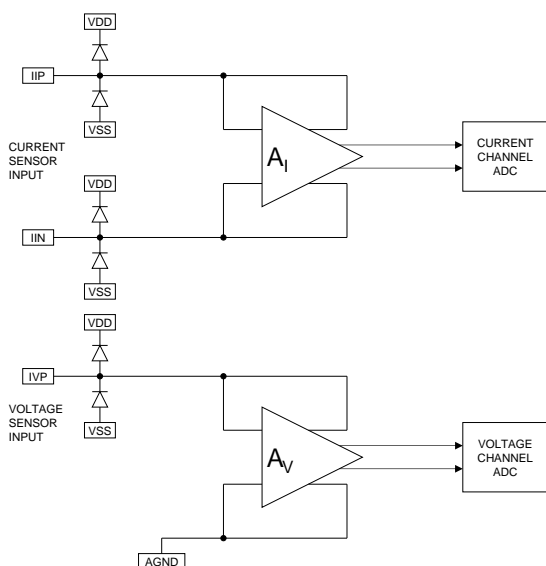 VDD
IIP
VSS
CURRENT
SENSOR
INPUT
VDD
IIN
VSS
A_I
CURRENT
CHANNEL
ADC
VDD
IVP
VSS
VOLTAGE
SENSOR
INPUT
A_V
VOLTAGE
CHANNEL
ADC
AGND